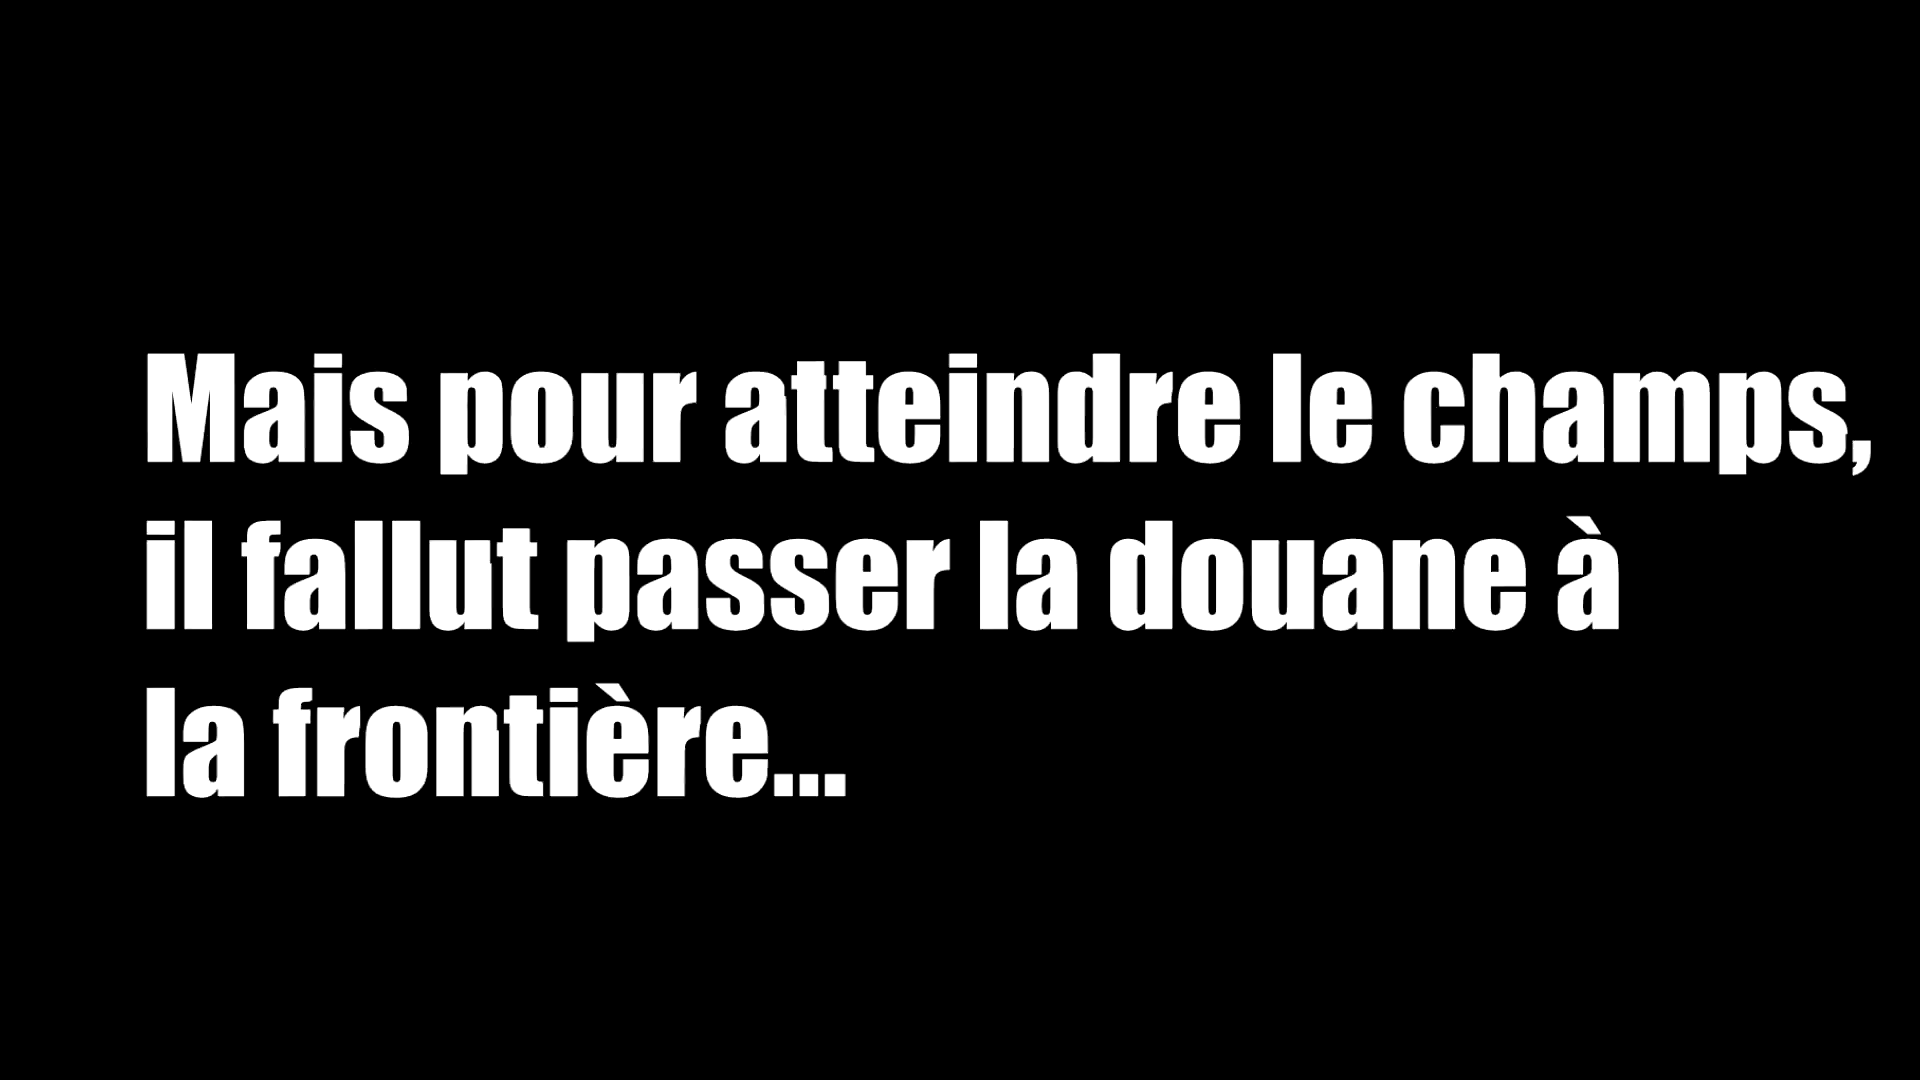 Mais pour atteindre le champs,
il fallut passer la douane à
la frontière...